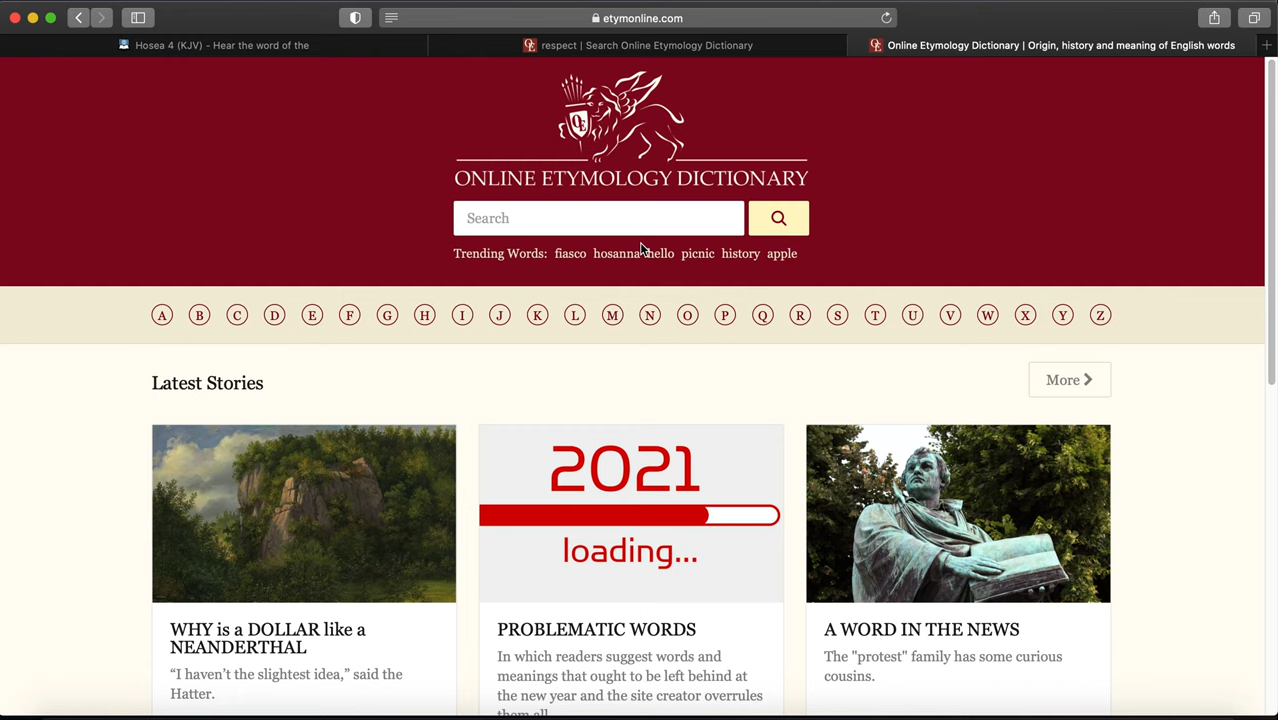 etymonline.com
Hosea 4 (KJV) - Hear the word of the
respect | Search Online Etymology Dictionary
Online Etymology Dictionary | Origin, history and meaning of English words
OE
ONLINE ETYMOLOGY DICTIONARY
Search
Trending Words: fiasco hosanna hello picnic history apple
A B C D E F G H I J K L M N O P Q R S T U V W X Y Z
Latest Stories
More
2021
loading...
WHY is a DOLLAR like a
NEANDERTHAL
“I haven’t the slightest idea,” said the
Hatter.
PROBLEMATIC WORDS
In which readers suggest words and
meanings that ought to be left behind at
the new year and the site creator overrules
them all
A WORD IN THE NEWS
The "protest" family has some curious
cousins.